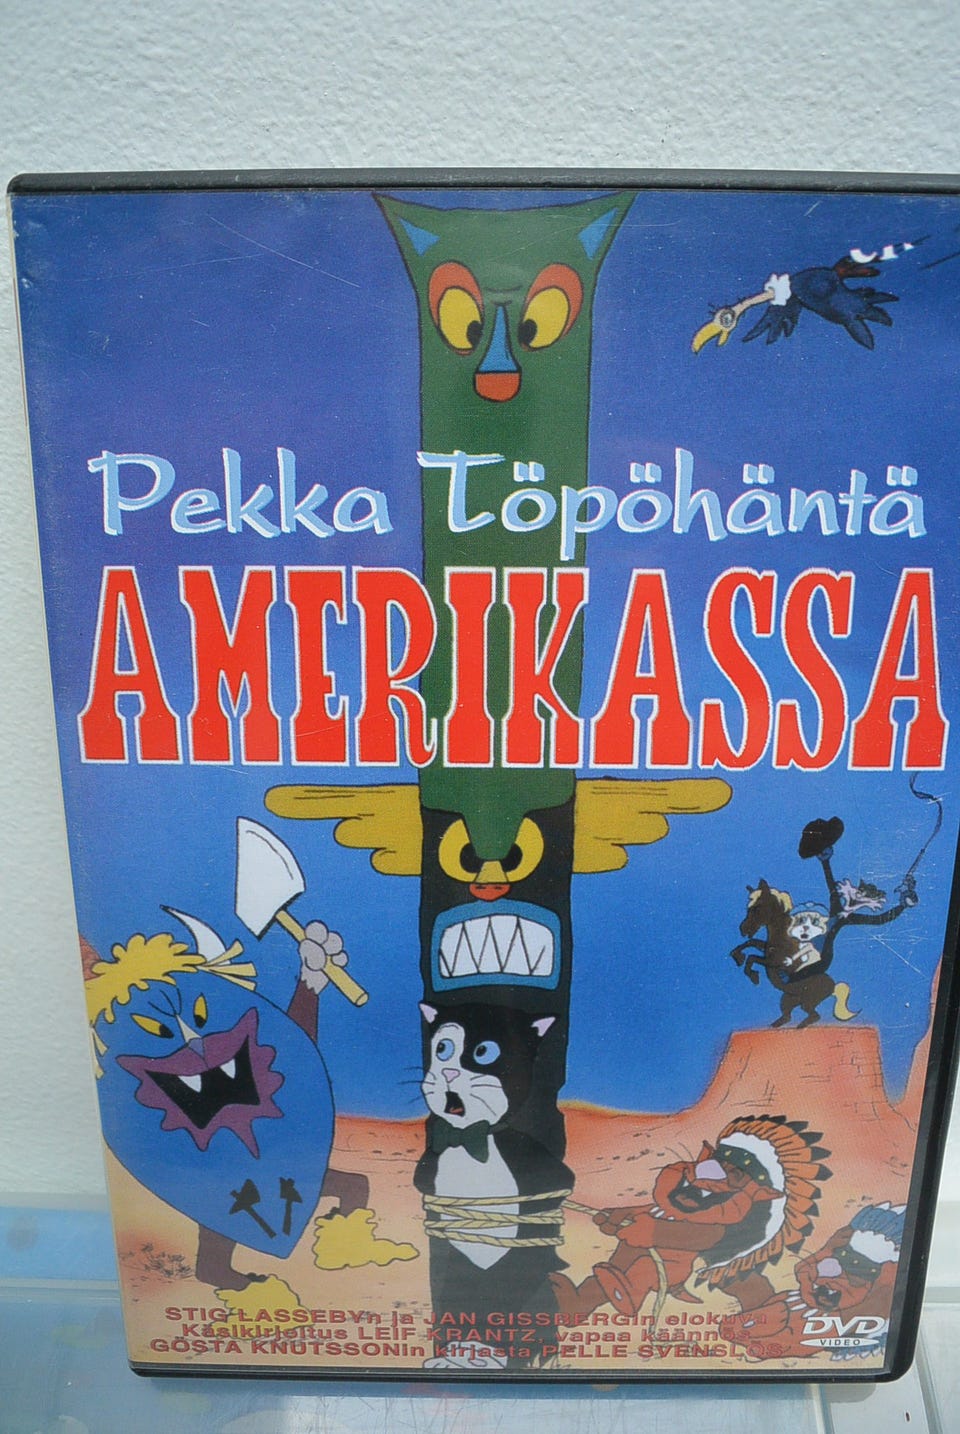 Pekka Töpöhäntä
AMERIKASSA
STIG LASSEBYn ja JAN GISSBERGin elokuva
Käsikirjoitus LEIF KRANTZ, vapaa käännös
GÖSTA KNUTSSONin kirjasta PELLE SVENSLÖS
DVD
VIDEO